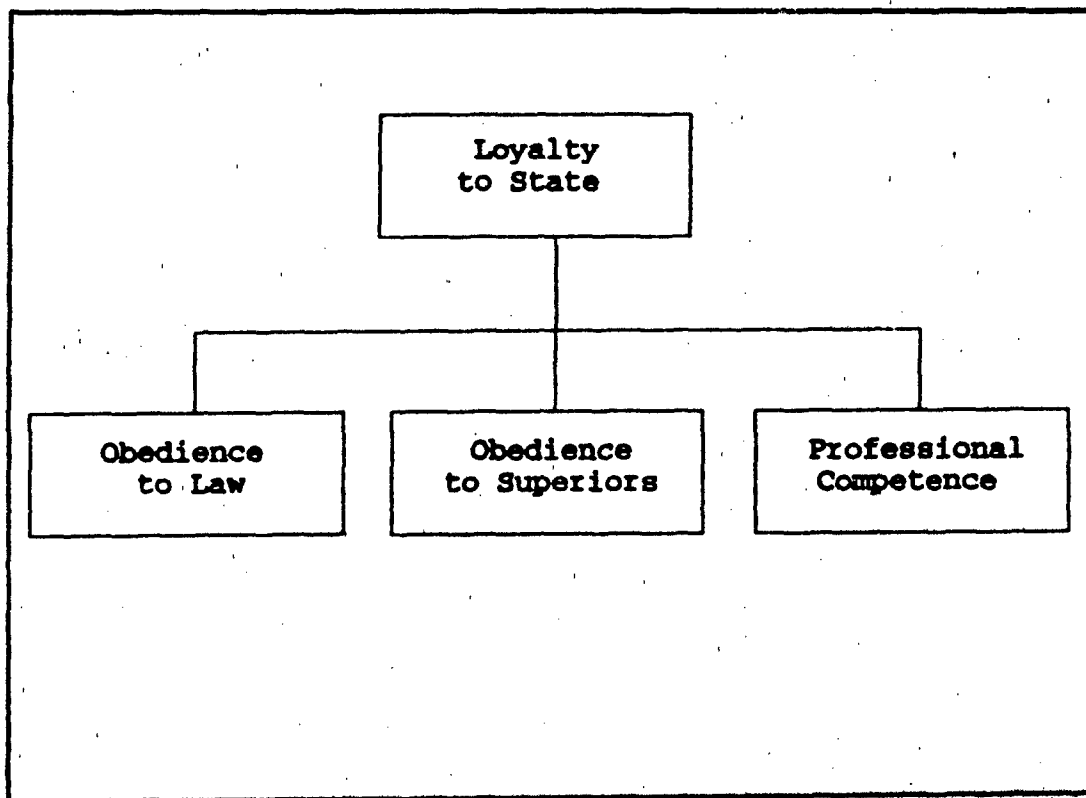 Loyalty
to State
Obedience
to Law
Obedience
to Superiors
Professional
Competence